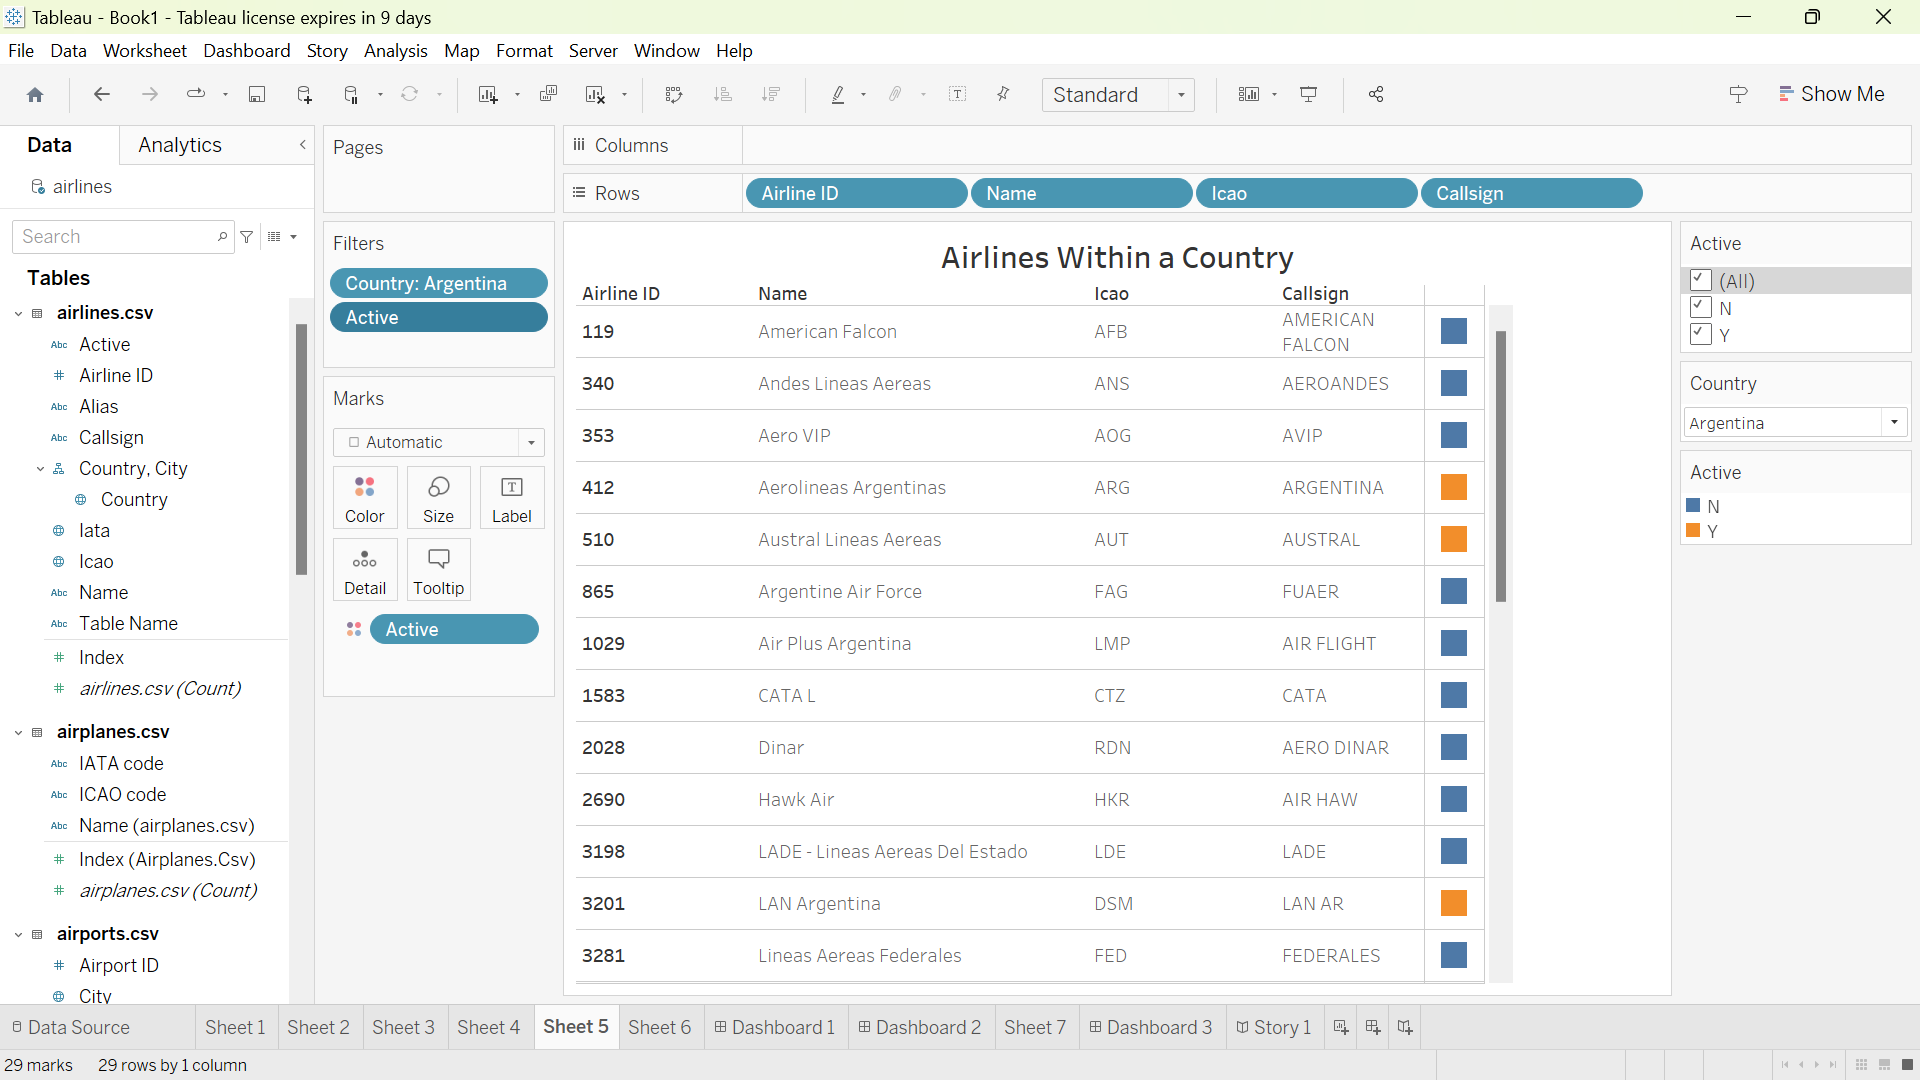 Tableau - Book1 - Tableau license expires in 9 days
File Data Worksheet Dashboard Story Analysis Map Format Server Window Help
Standard
Show Me
Data
Analytics
airlines
Search
Tables
airlines.csv
Abc Active
# Airline ID
Abc Alias
Abc Callsign
Country, City
Country
Iata
Icao
Abc Name
Abc Table Name
# Index
# airlines.csv (Count)
airplanes.csv
Abc IATA code
Abc ICAO code
Abc Name (airplanes.csv)
# Index (Airplanes.Csv)
# airplanes.csv (Count)
airports.csv
# Airport ID
City
Pages
Filters
Country: Argentina
Active
Marks
Automatic
Color Size Label
Detail Tooltip
Active
Columns
Rows
Airline ID Name Icao Callsign
Airlines Within a Country
Airline ID Name Icao Callsign
119 American Falcon AFB AMERICAN
FALCON
340 Andes Lineas Aereas ANS AEROANDES
353 Aero VIP AOG AVIP
412 Aerolineas Argentinas ARG ARGENTINA
510 Austral Lineas Aereas AUT AUSTRAL
865 Argentine Air Force FAG FUAER
1029 Air Plus Argentina LMP AIR FLIGHT
1583 CATA L CTZ CATA
2028 Dinar RDN AERO DINAR
2690 Hawk Air HKR AIR HAW
3198 LADE - Lineas Aereas Del Estado LDE LADE
3201 LAN Argentina DSM LAN AR
3281 Lineas Aereas Federales FED FEDERALES
Active
(All)
N
Y
Country
Argentina
Active
N
Y
Data Source Sheet 1 Sheet 2 Sheet 3 Sheet 4 Sheet 5 Sheet 6 Dashboard 1 Dashboard 2 Sheet 7 Dashboard 3 Story 1
29 marks 29 rows by 1 column